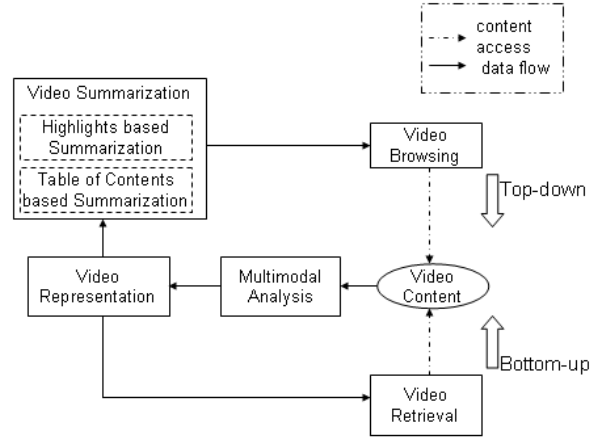 content
access
data flow
Video Summarization
Highlights based
Summarization
Table of Contents
based Summarization
Video
Browsing
Top-down
Video
Representation
Multimodal
Analysis
Video
Content
Bottom-up
Video
Retrieval